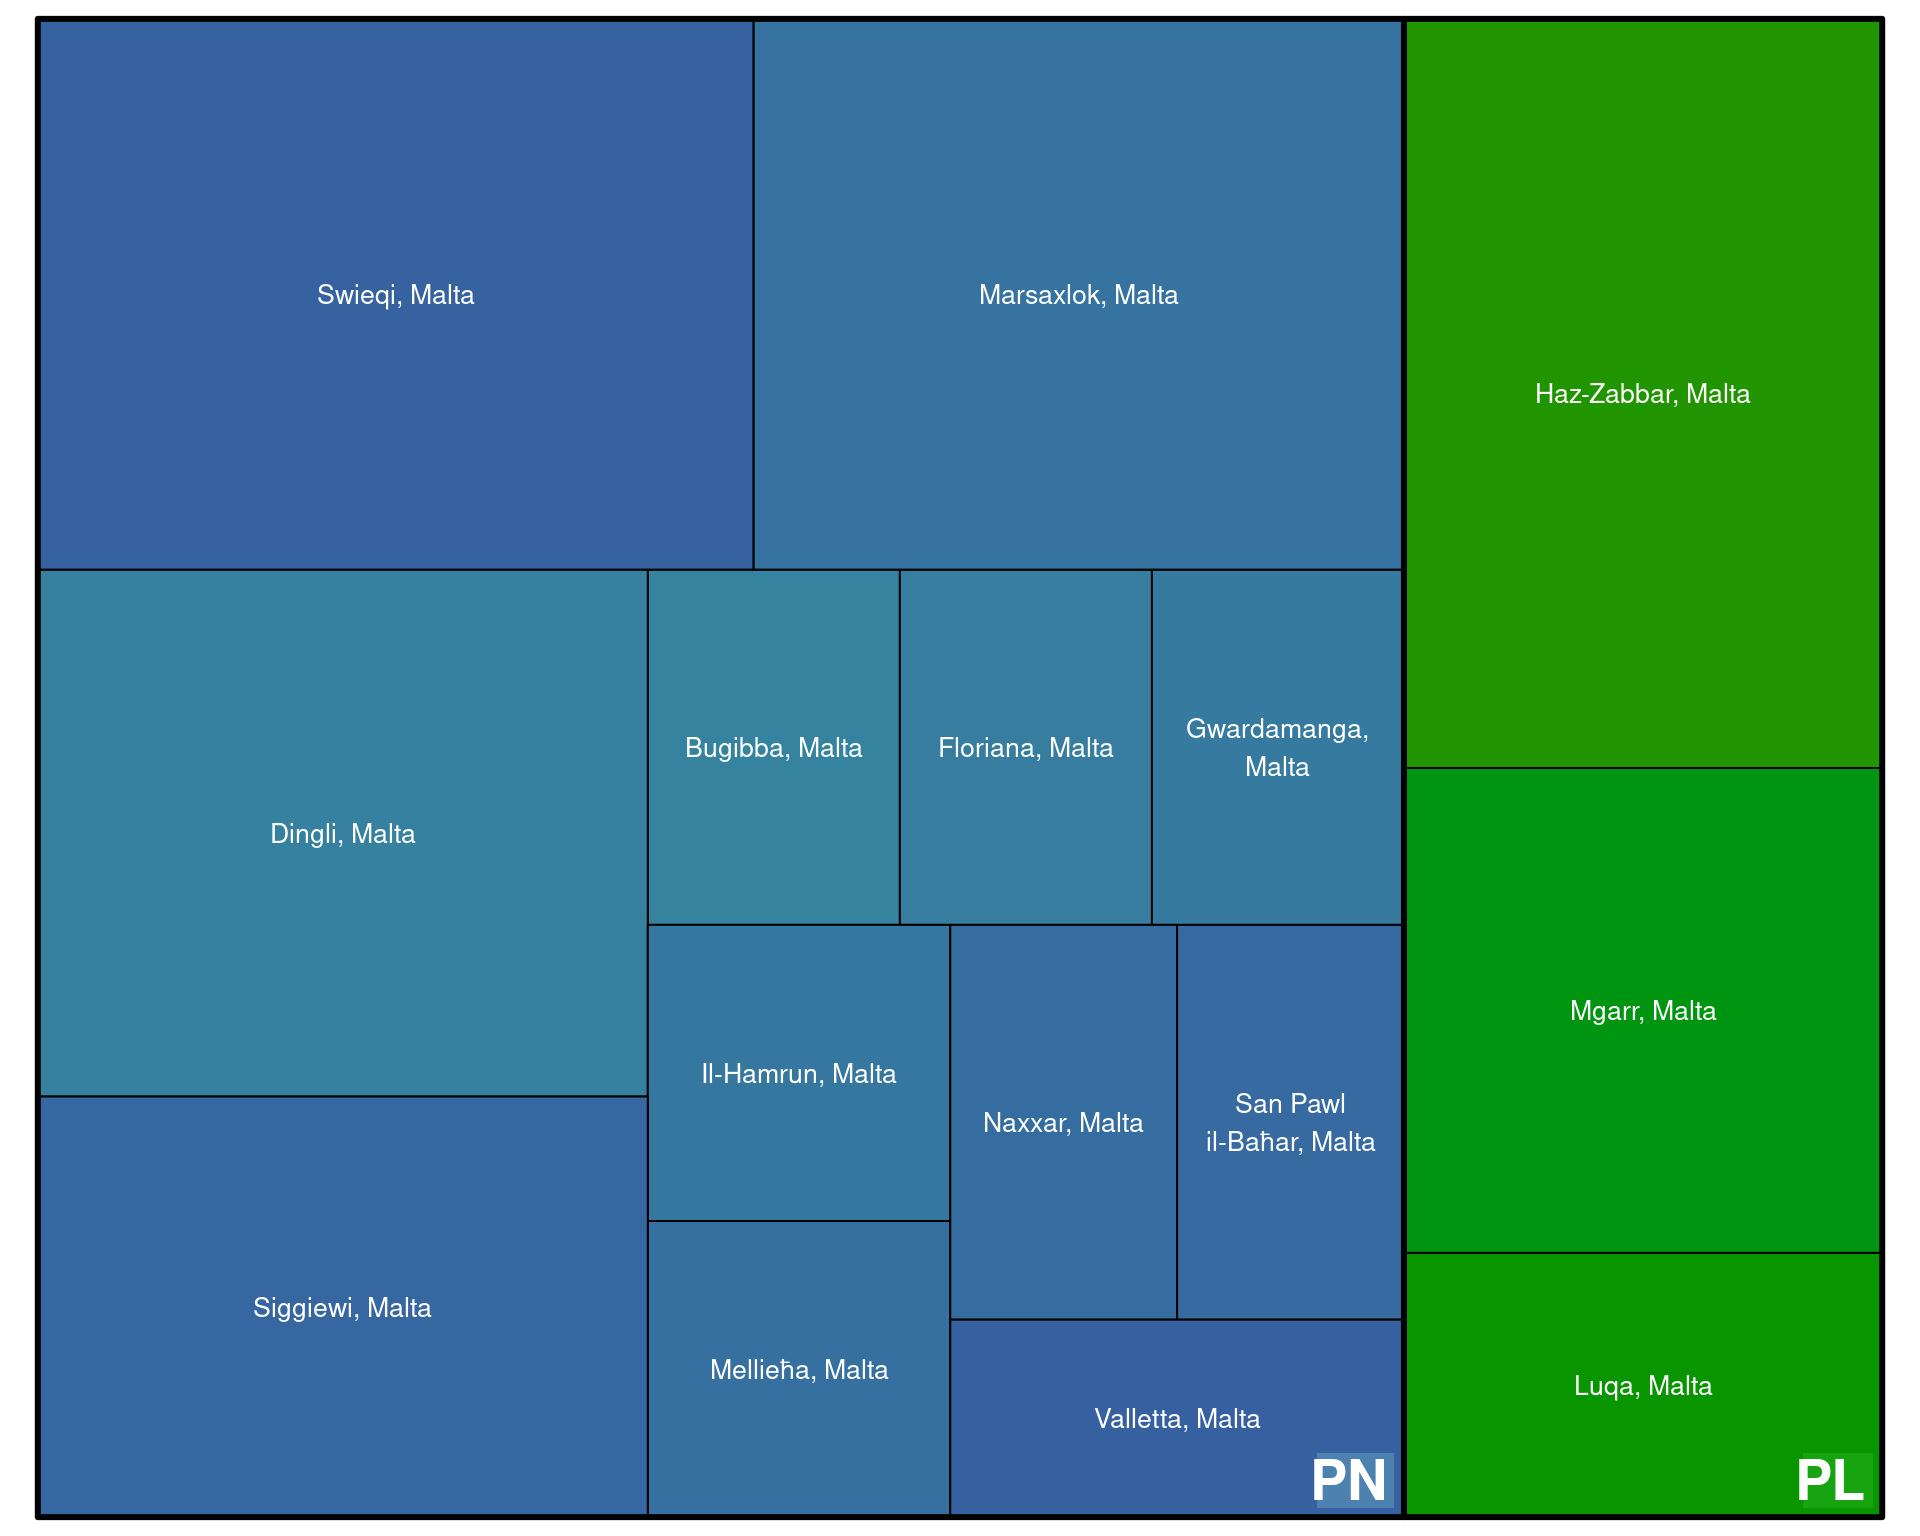 Swieqi, Malta
Marsaxlok, Malta
Haz-Zabbar, Malta
Dingli, Malta
Bugibba, Malta
Floriana, Malta
Gwardamanga,
Malta
Mgarr, Malta
Il-Hamrun, Malta
Naxxar, Malta
San Pawl
il-Baħar, Malta
Siggiewi, Malta
Mellieħa, Malta
Valletta, Malta
Luqa, Malta
PN
PL